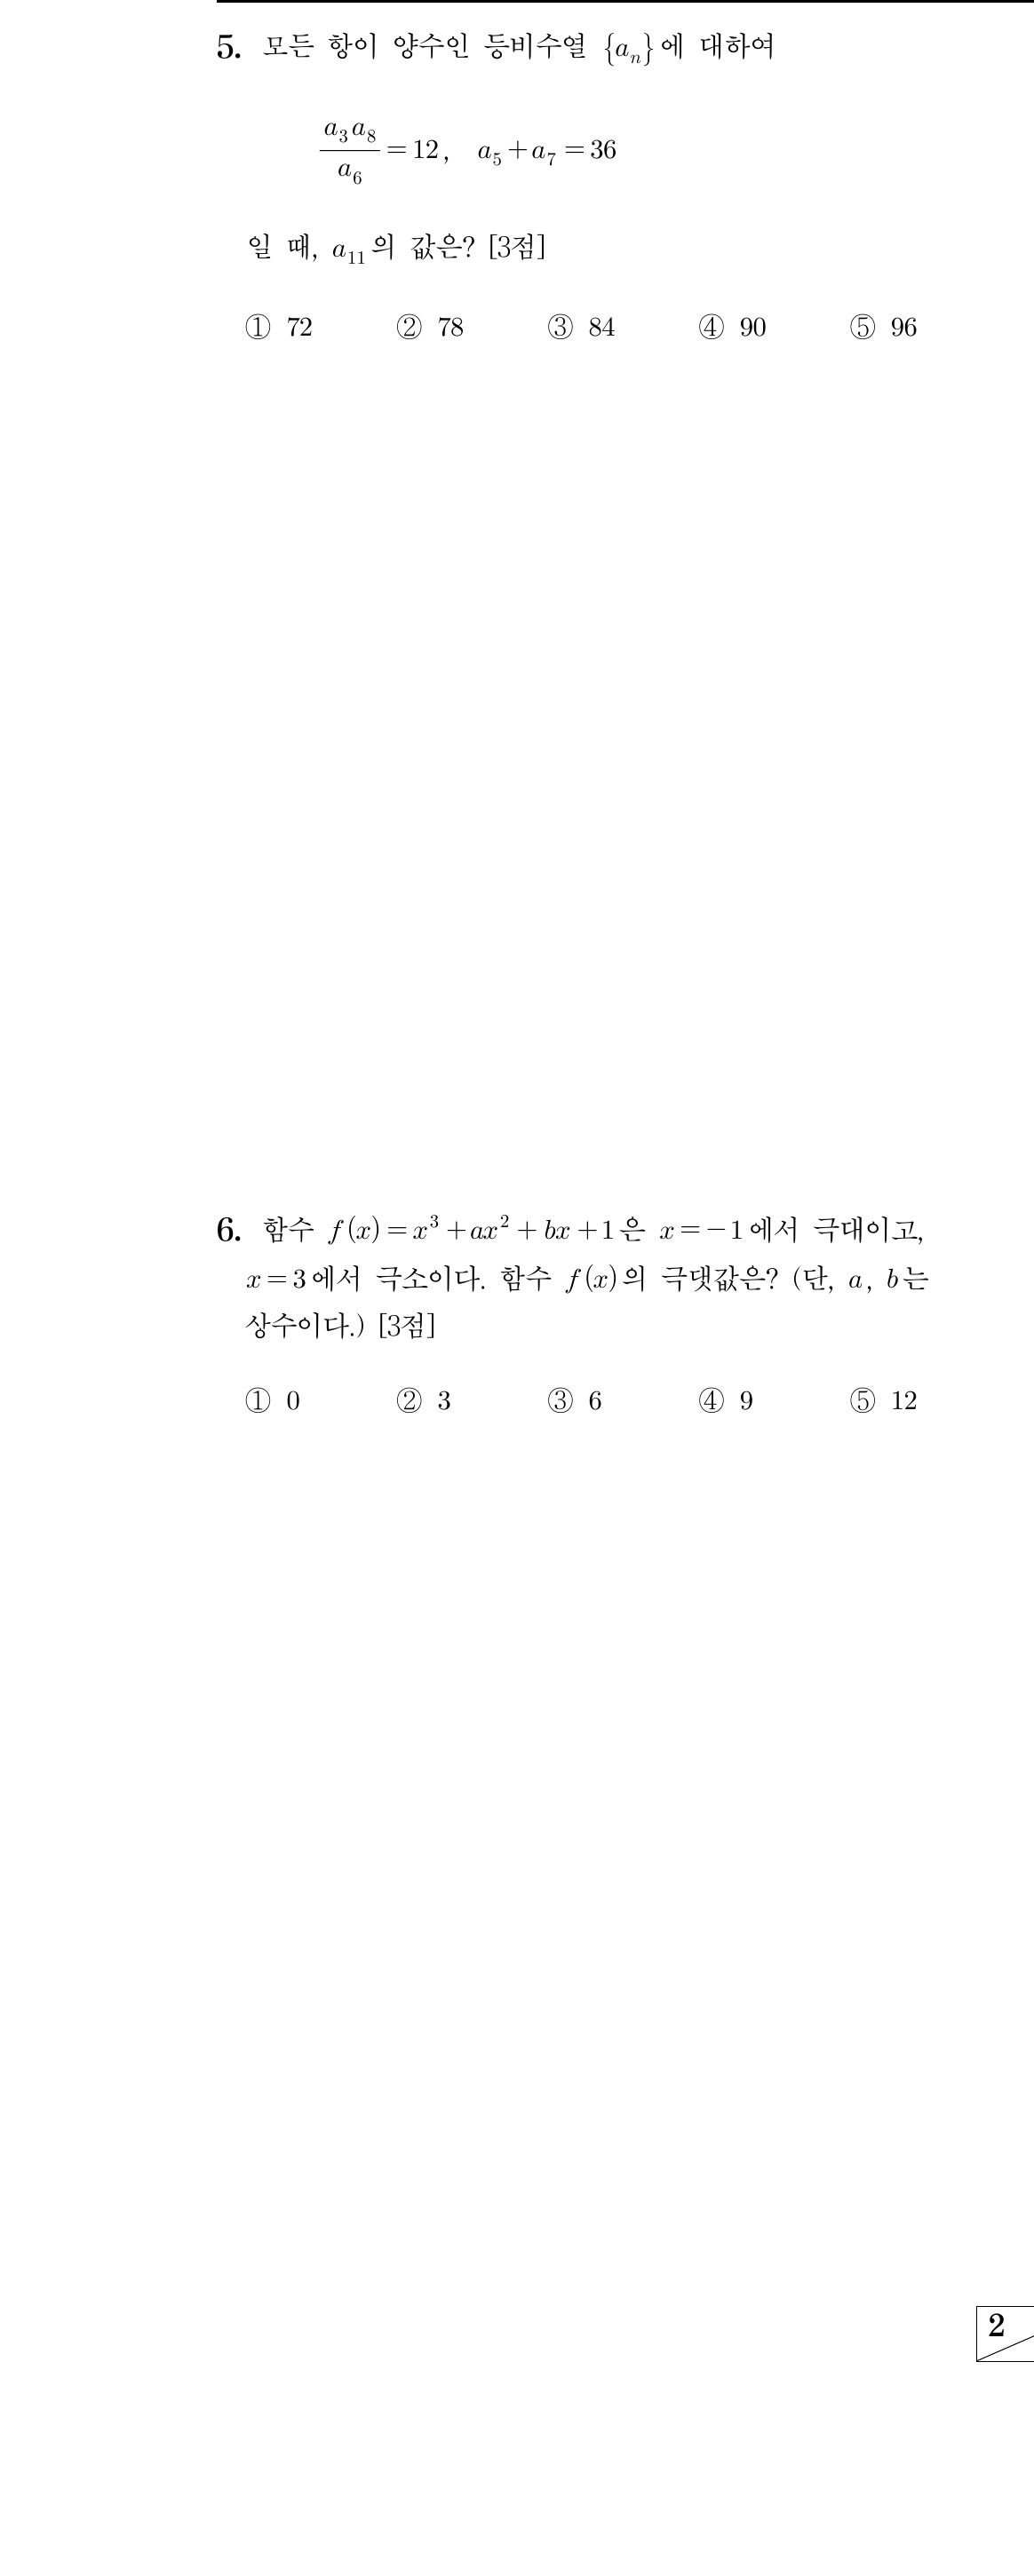 5. 모든 항이 양수인 등비수열 {aₙ}에 대하여
a₃a₈/a₆ = 12, a₅ + a₇ = 36
일 때, a₁₁의 값은? [3점]
① 72 ② 78 ③ 84 ④ 90 ⑤ 96
6. 함수 f(x) = x³ + ax² + bx + 1은 x = −1에서 극대이고,
x = 3에서 극소이다. 함수 f(x)의 극댓값은? (단, a, b는
상수이다.) [3점]
① 0 ② 3 ③ 6 ④ 9 ⑤ 12
2